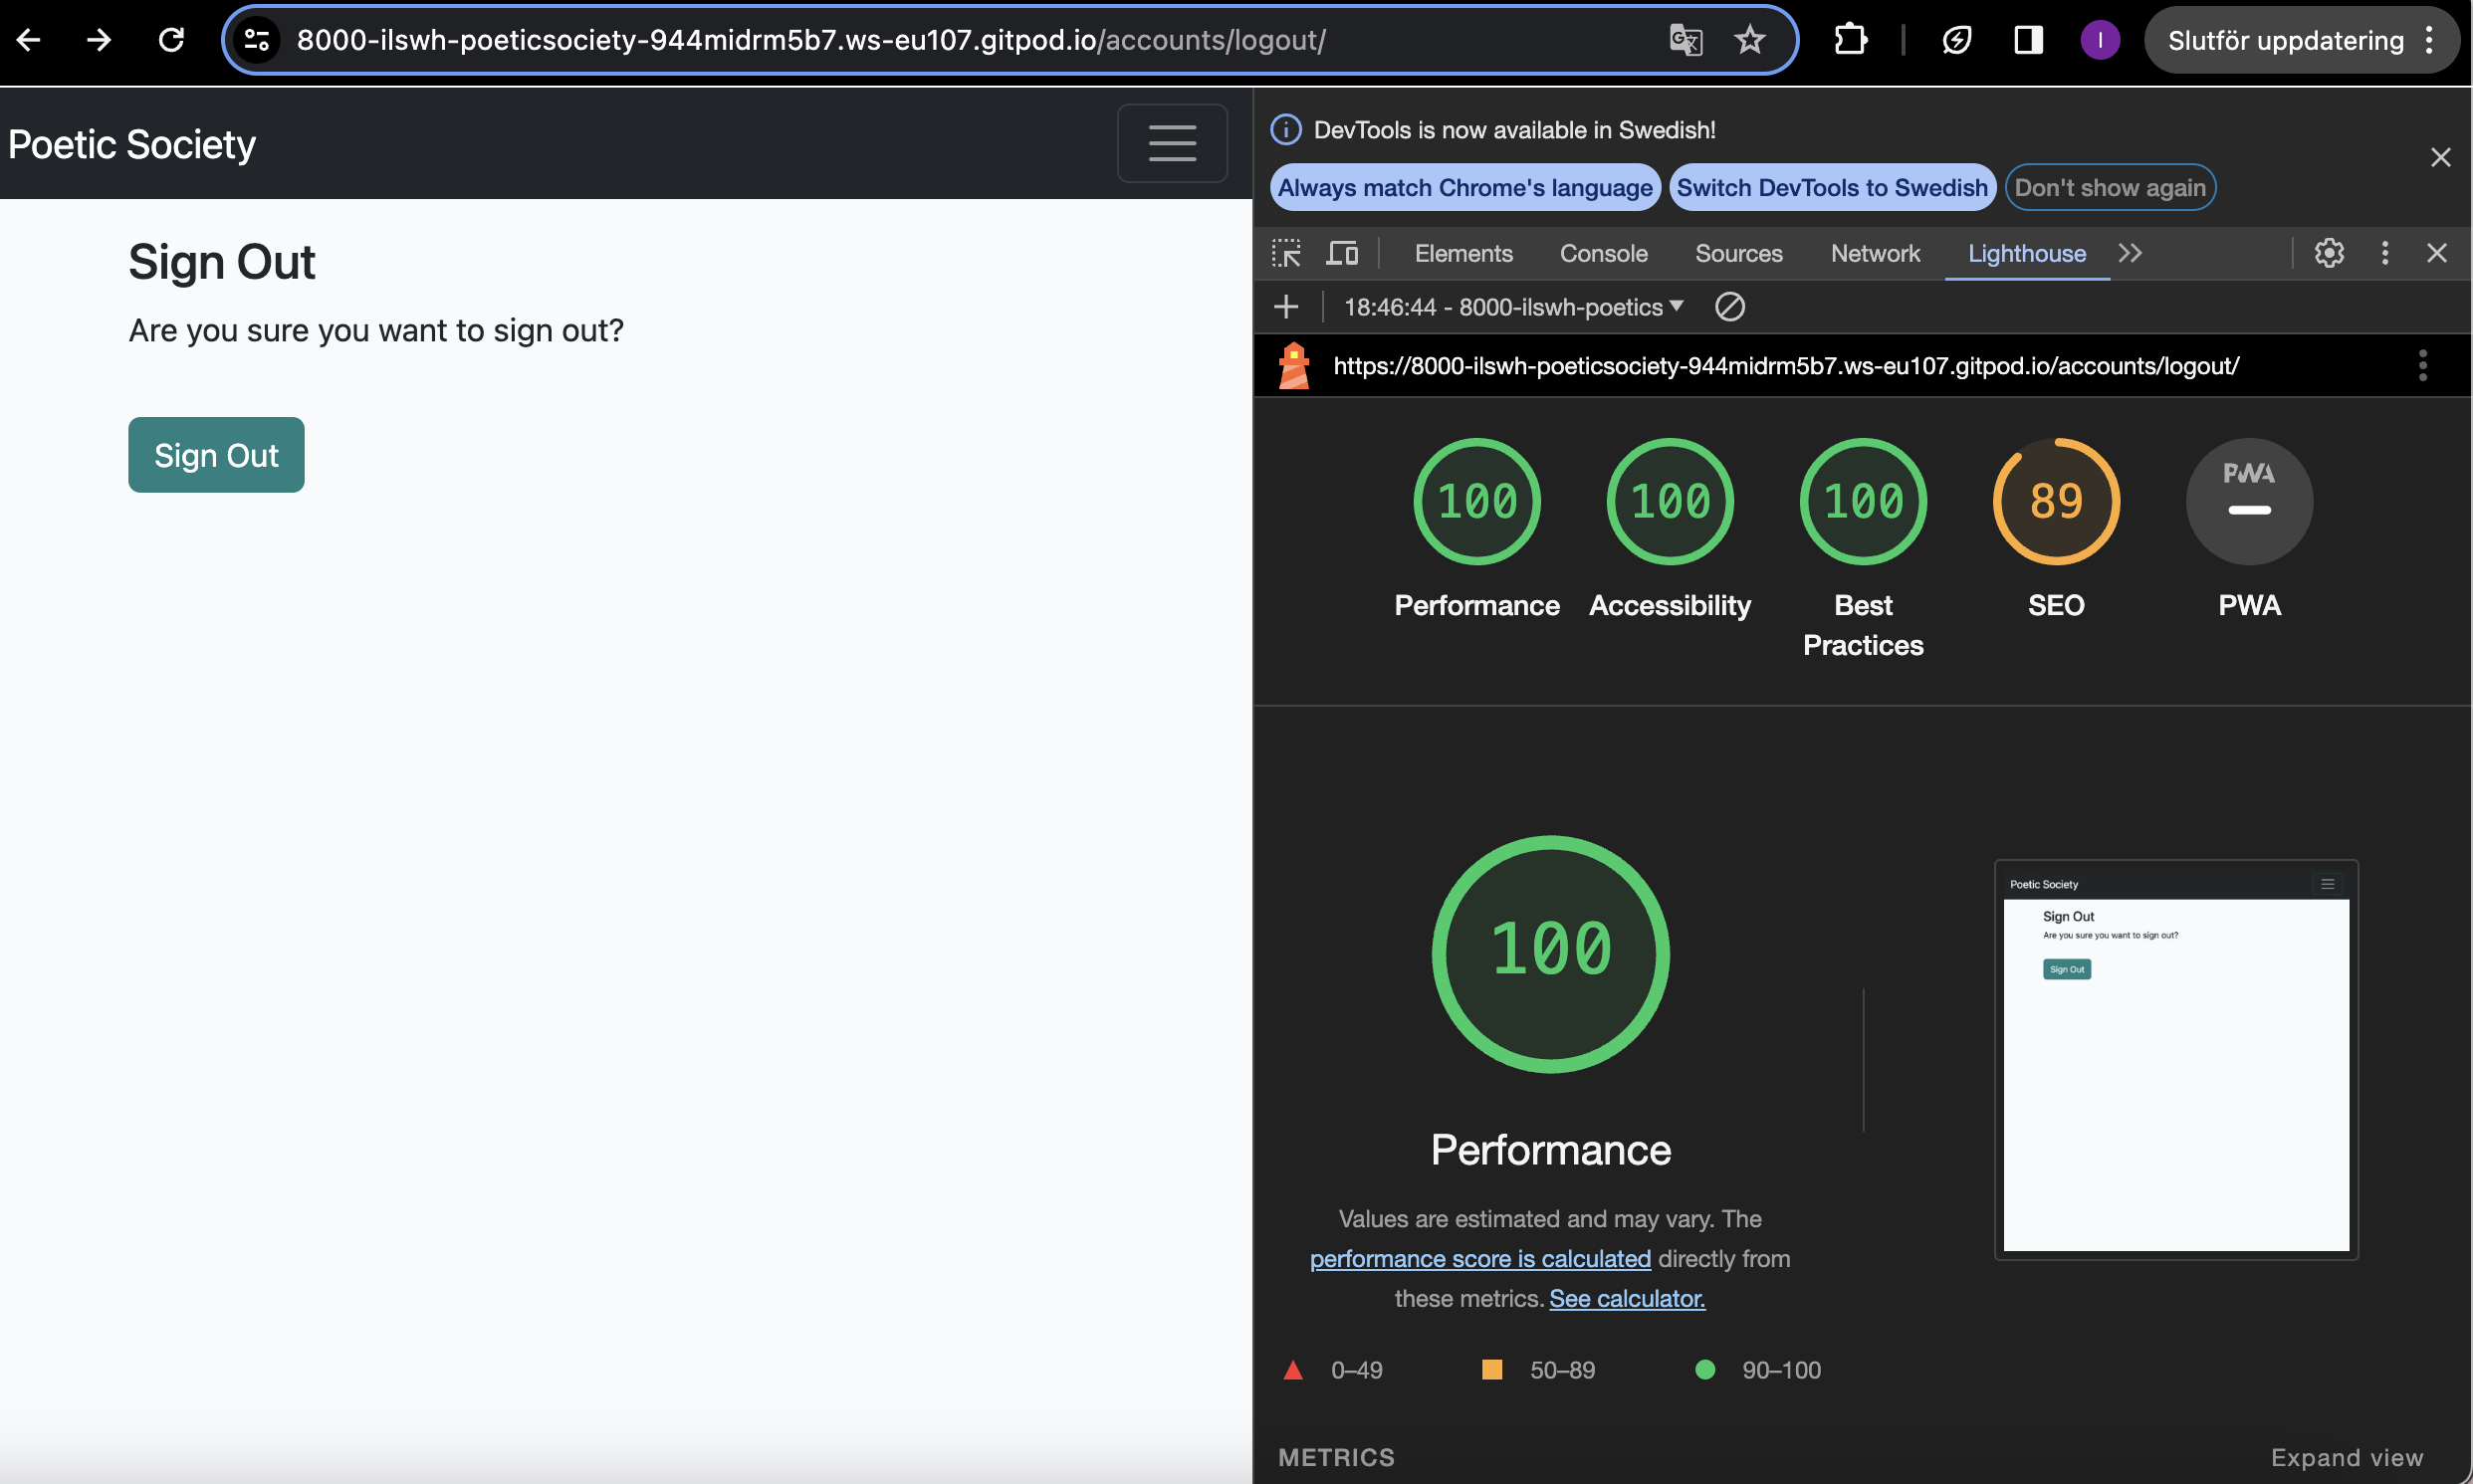 8000-ilswh-poeticsociety-944midrm5b7.ws-eu107.gitpod.io/accounts/logout/
I
Slutför uppdatering
Poetic Society
Sign Out
Are you sure you want to sign out?
Sign Out
DevTools is now available in Swedish!
Always match Chrome's language
Switch DevTools to Swedish
Don't show again
Elements
Console
Sources
Network
Lighthouse
18:46:44 - 8000-ilswh-poetics
https://8000-ilswh-poeticsociety-944midrm5b7.ws-eu107.gitpod.io/accounts/logout/
100
Performance
100
Accessibility
100
Best
Practices
89
SEO
PWA
PWA
100
Performance
Values are estimated and may vary. The
performance score is calculated directly from
these metrics. See calculator.
0–49
50–89
90–100
Poetic Society
Sign Out
Are you sure you want to sign out?
Sign Out
METRICS
Expand view